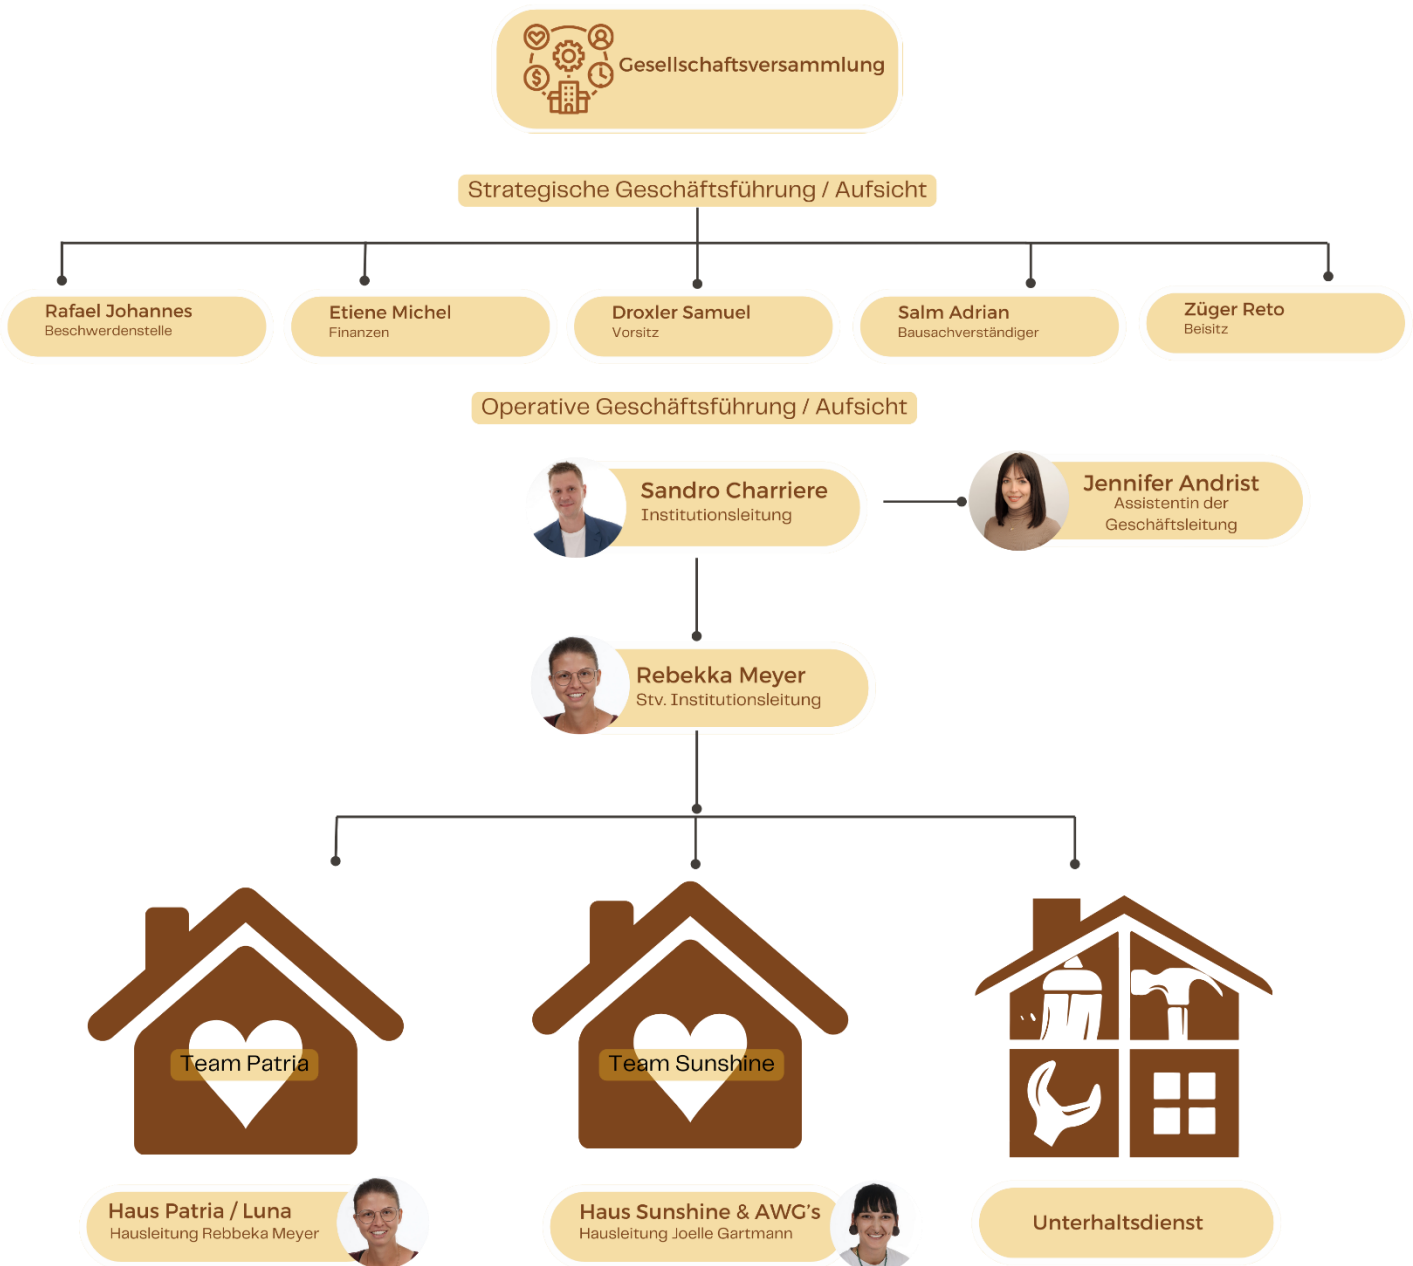 Gesellschaftsversammlung
Strategische Geschäftsführung / Aufsicht
Rafael Johannes
Beschwerdenstelle
Etiene Michel
Finanzen
Droxler Samuel
Vorsitz
Salm Adrian
Bausachverständiger
Züger Reto
Beisitz
Operative Geschäftsführung / Aufsicht
Sandro Charriere
Institutionsleitung
Jennifer Andrist
Assistentin der
Geschäftsleitung
Rebekka Meyer
Stv. Institutionsleitung
Team Patria
Team Sunshine
Haus Patria / Luna
Hausleitung Rebbeka Meyer
Haus Sunshine & AWG's
Hausleitung Joelle Gartmann
Unterhaltsdienst